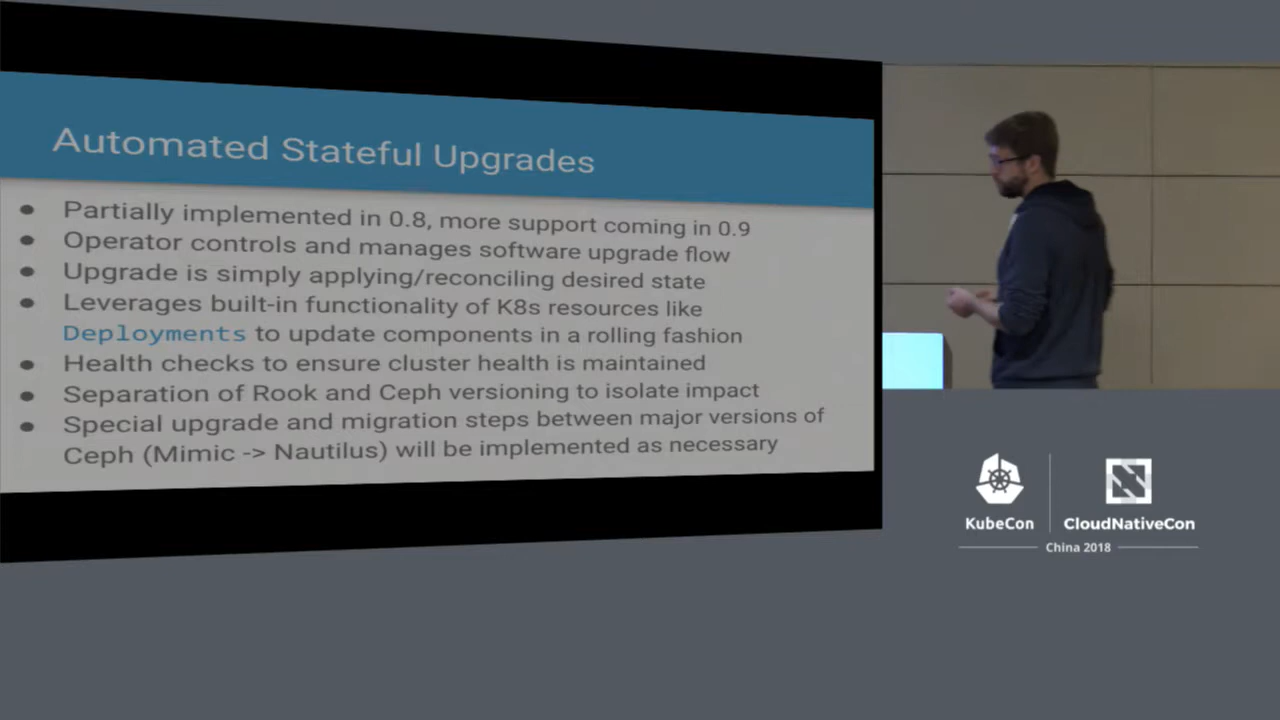 Automated Stateful Upgrades
● Partially implemented in 0.8, more support coming in 0.9
● Operator controls and manages software upgrade flow
● Upgrade is simply applying/reconciling desired state
● Leverages built-in functionality of K8s resources like
Deployments to update components in a rolling fashion
● Health checks to ensure cluster health is maintained
● Separation of Rook and Ceph versioning to isolate impact
● Special upgrade and migration steps between major versions of
Ceph (Mimic -> Nautilus) will be implemented as necessary
KubeCon
CloudNativeCon
China 2018